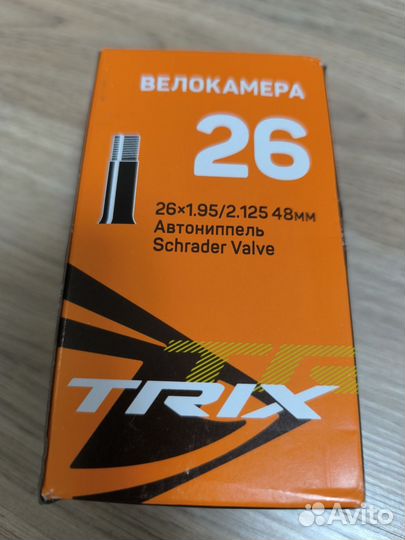 ВЕЛОКАМЕРА
26
26×1.95/2.125 48мм
Автониппель
Schrader Valve
TRIX
Avito